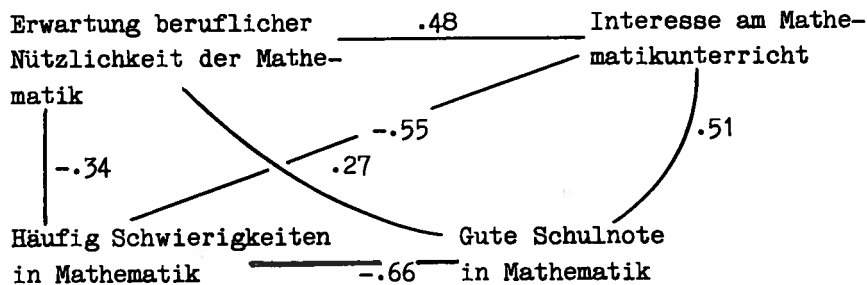 Erwartung beruflicher
Nützlichkeit der Mathe-
matik
.48
Interesse am Mathe-
matikunterricht
-.55
.51
-.34
.27
Häufig Schwierigkeiten
in Mathematik
-.66
Gute Schulnote
in Mathematik